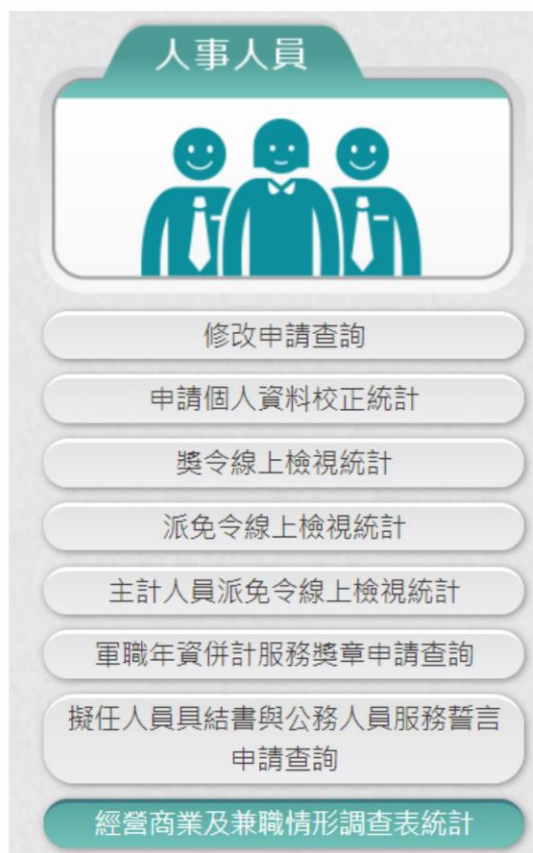 人事人員
修改申請查詢
申請個人資料校正統計
獎令線上檢視統計
派免令線上檢視統計
主計人員派免令線上檢視統計
軍職年資併計服務獎章申請查詢
擬任人員具結書與公務人員服務誓言
申請查詢
經營商業及兼職情形調查表統計